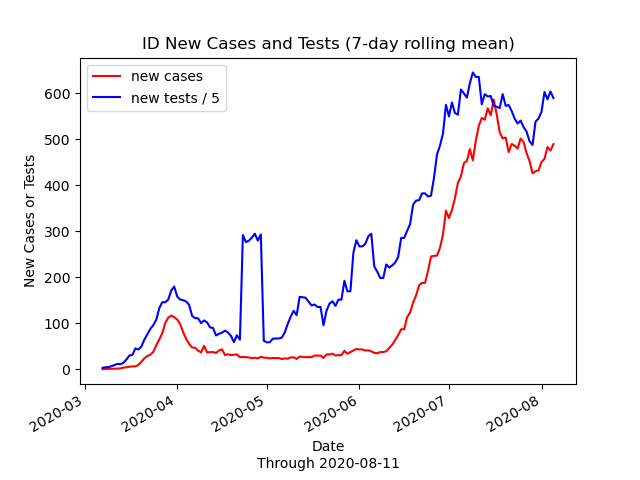 ID New Cases and Tests (7-day rolling mean)
new cases
new tests / 5
New Cases or Tests
600
500
400
300
200
100
0
2020-03
2020-04
2020-05
2020-06
2020-07
2020-08
Date
Through 2020-08-11